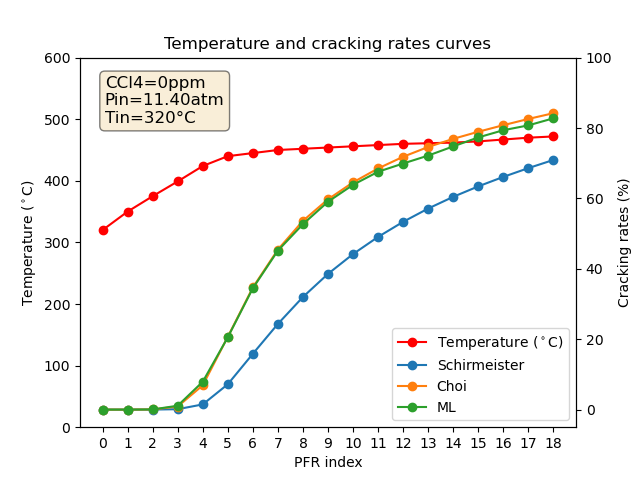 Temperature and cracking rates curves
CCl4=0ppm
Pin=11.40atm
Tin=320°C
Temperature (°C)
600
500
400
300
200
100
0
100
80
60
40
20
0
Cracking rates (%)
Temperature (°C)
Schirmeister
Choi
ML
0 1 2 3 4 5 6 7 8 9 10 11 12 13 14 15 16 17 18
PFR index